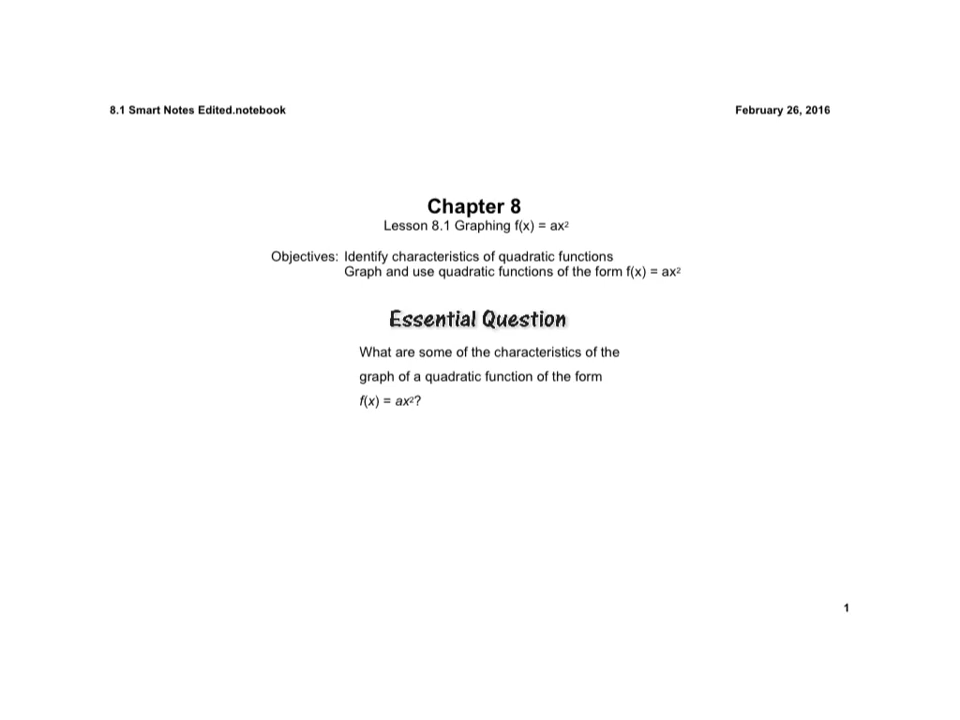 8.1 Smart Notes Edited.notebook
February 26, 2016
Chapter 8
Lesson 8.1 Graphing f(x) = ax²
Objectives: Identify characteristics of quadratic functions
Graph and use quadratic functions of the form f(x) = ax²
Essential Question
What are some of the characteristics of the
graph of a quadratic function of the form
f(x) = ax²?
1